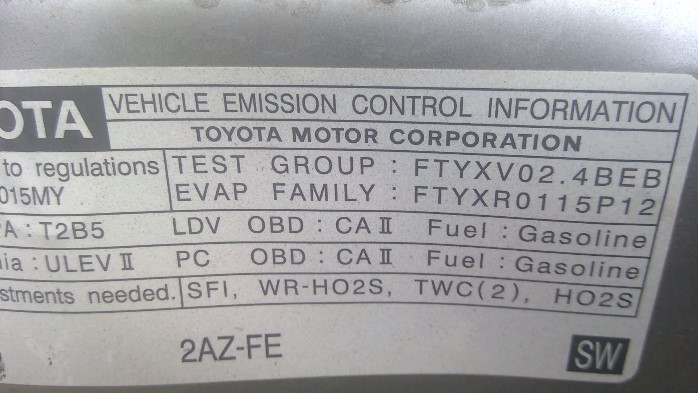 OTA VEHICLE EMISSION CONTROL INFORMATION
TOYOTA MOTOR CORPORATION
to regulations TEST GROUP : FTYXV02.4BEB
015MY EVAP FAMILY : FTYXR0115P12
A : T2B5 LDV OBD : CA II Fuel : Gasoline
ia : ULEV II PC OBD : CA II Fuel : Gasoline
stments needed. SFI, WR-HO2S, TWC(2), HO2S
2AZ-FE SW